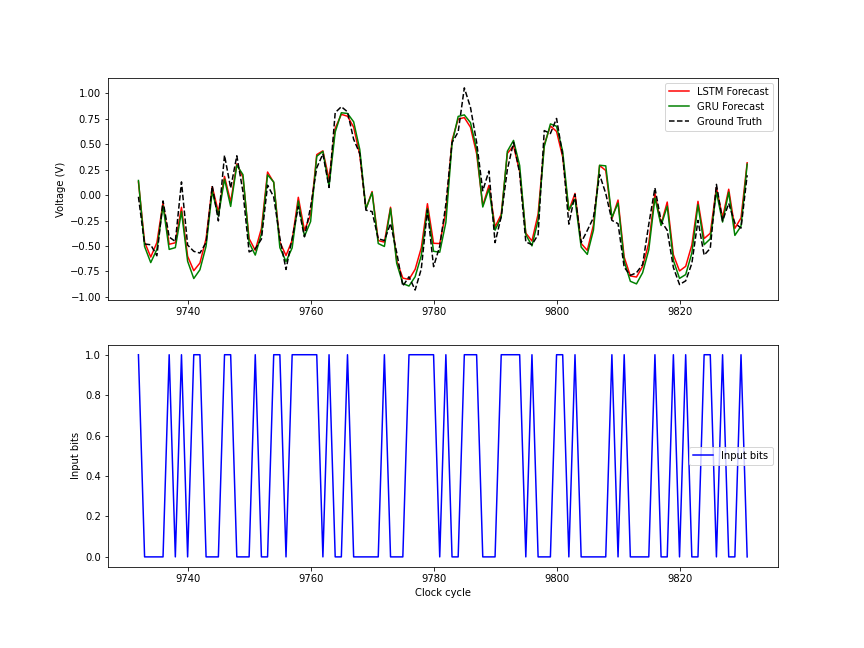 1.00
0.75
0.50
0.25
0.00
−0.25
−0.50
−0.75
−1.00
Voltage (V)
LSTM Forecast
GRU Forecast
Ground Truth
9740 9760 9780 9800 9820
1.0
0.8
0.6
0.4
0.2
0.0
Input bits
Input bits
9740 9760 9780 9800 9820
Clock cycle